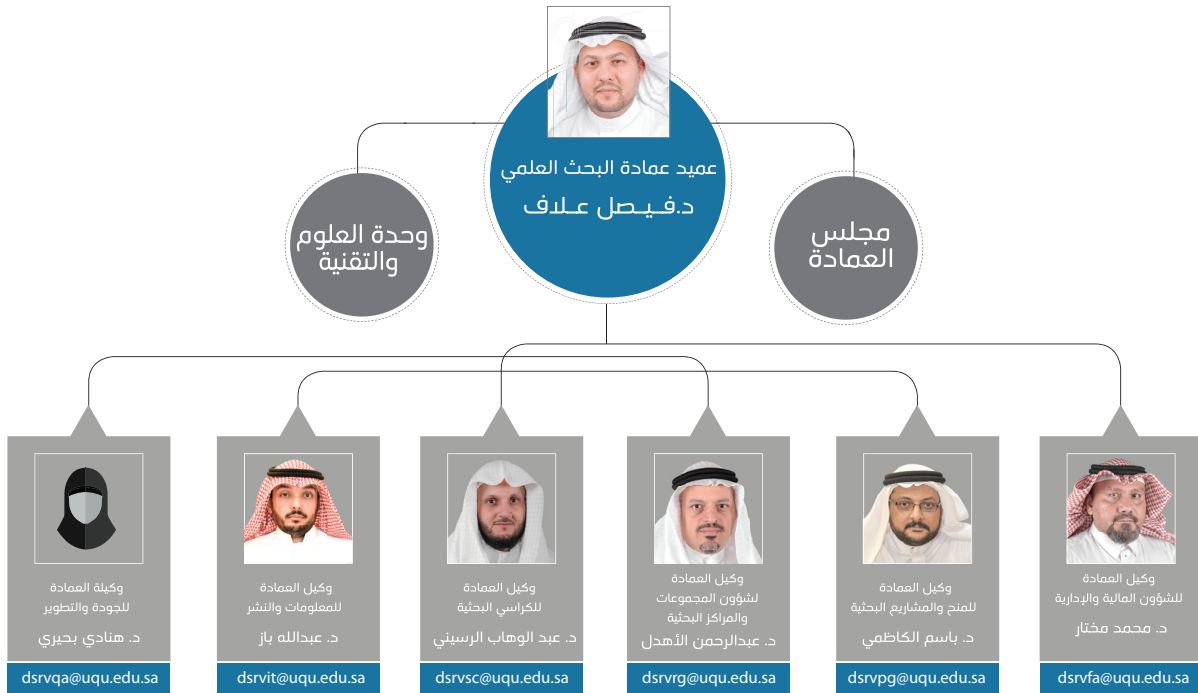 عميد عمادة البحث العلمي
د.فـيـصل عـلاف
مجلس
العمادة
وحدة العلوم
والتقنية
وكيل العمادة
للشؤون المالية والإدارية
د. محمد مختار
dsrvfa@uqu.edu.sa
وكيل العمادة
للمنح والمشاريع البحثية
د. باسم الكاظمي
dsrvpg@uqu.edu.sa
وكيل العمادة
لشؤون المجموعات
والمراكز البحثية
د. عبدالرحمن الأهدل
dsrvrg@uqu.edu.sa
وكيل العمادة
للكراسي البحثية
د. عبد الوهاب الرسيني
dsrvsc@uqu.edu.sa
وكيل العمادة
للمعلومات والنشر
د. عبدالله باز
dsrvit@uqu.edu.sa
وكيلة العمادة
للجودة والتطوير
د. هنادي بحيري
dsrvqa@uqu.edu.sa